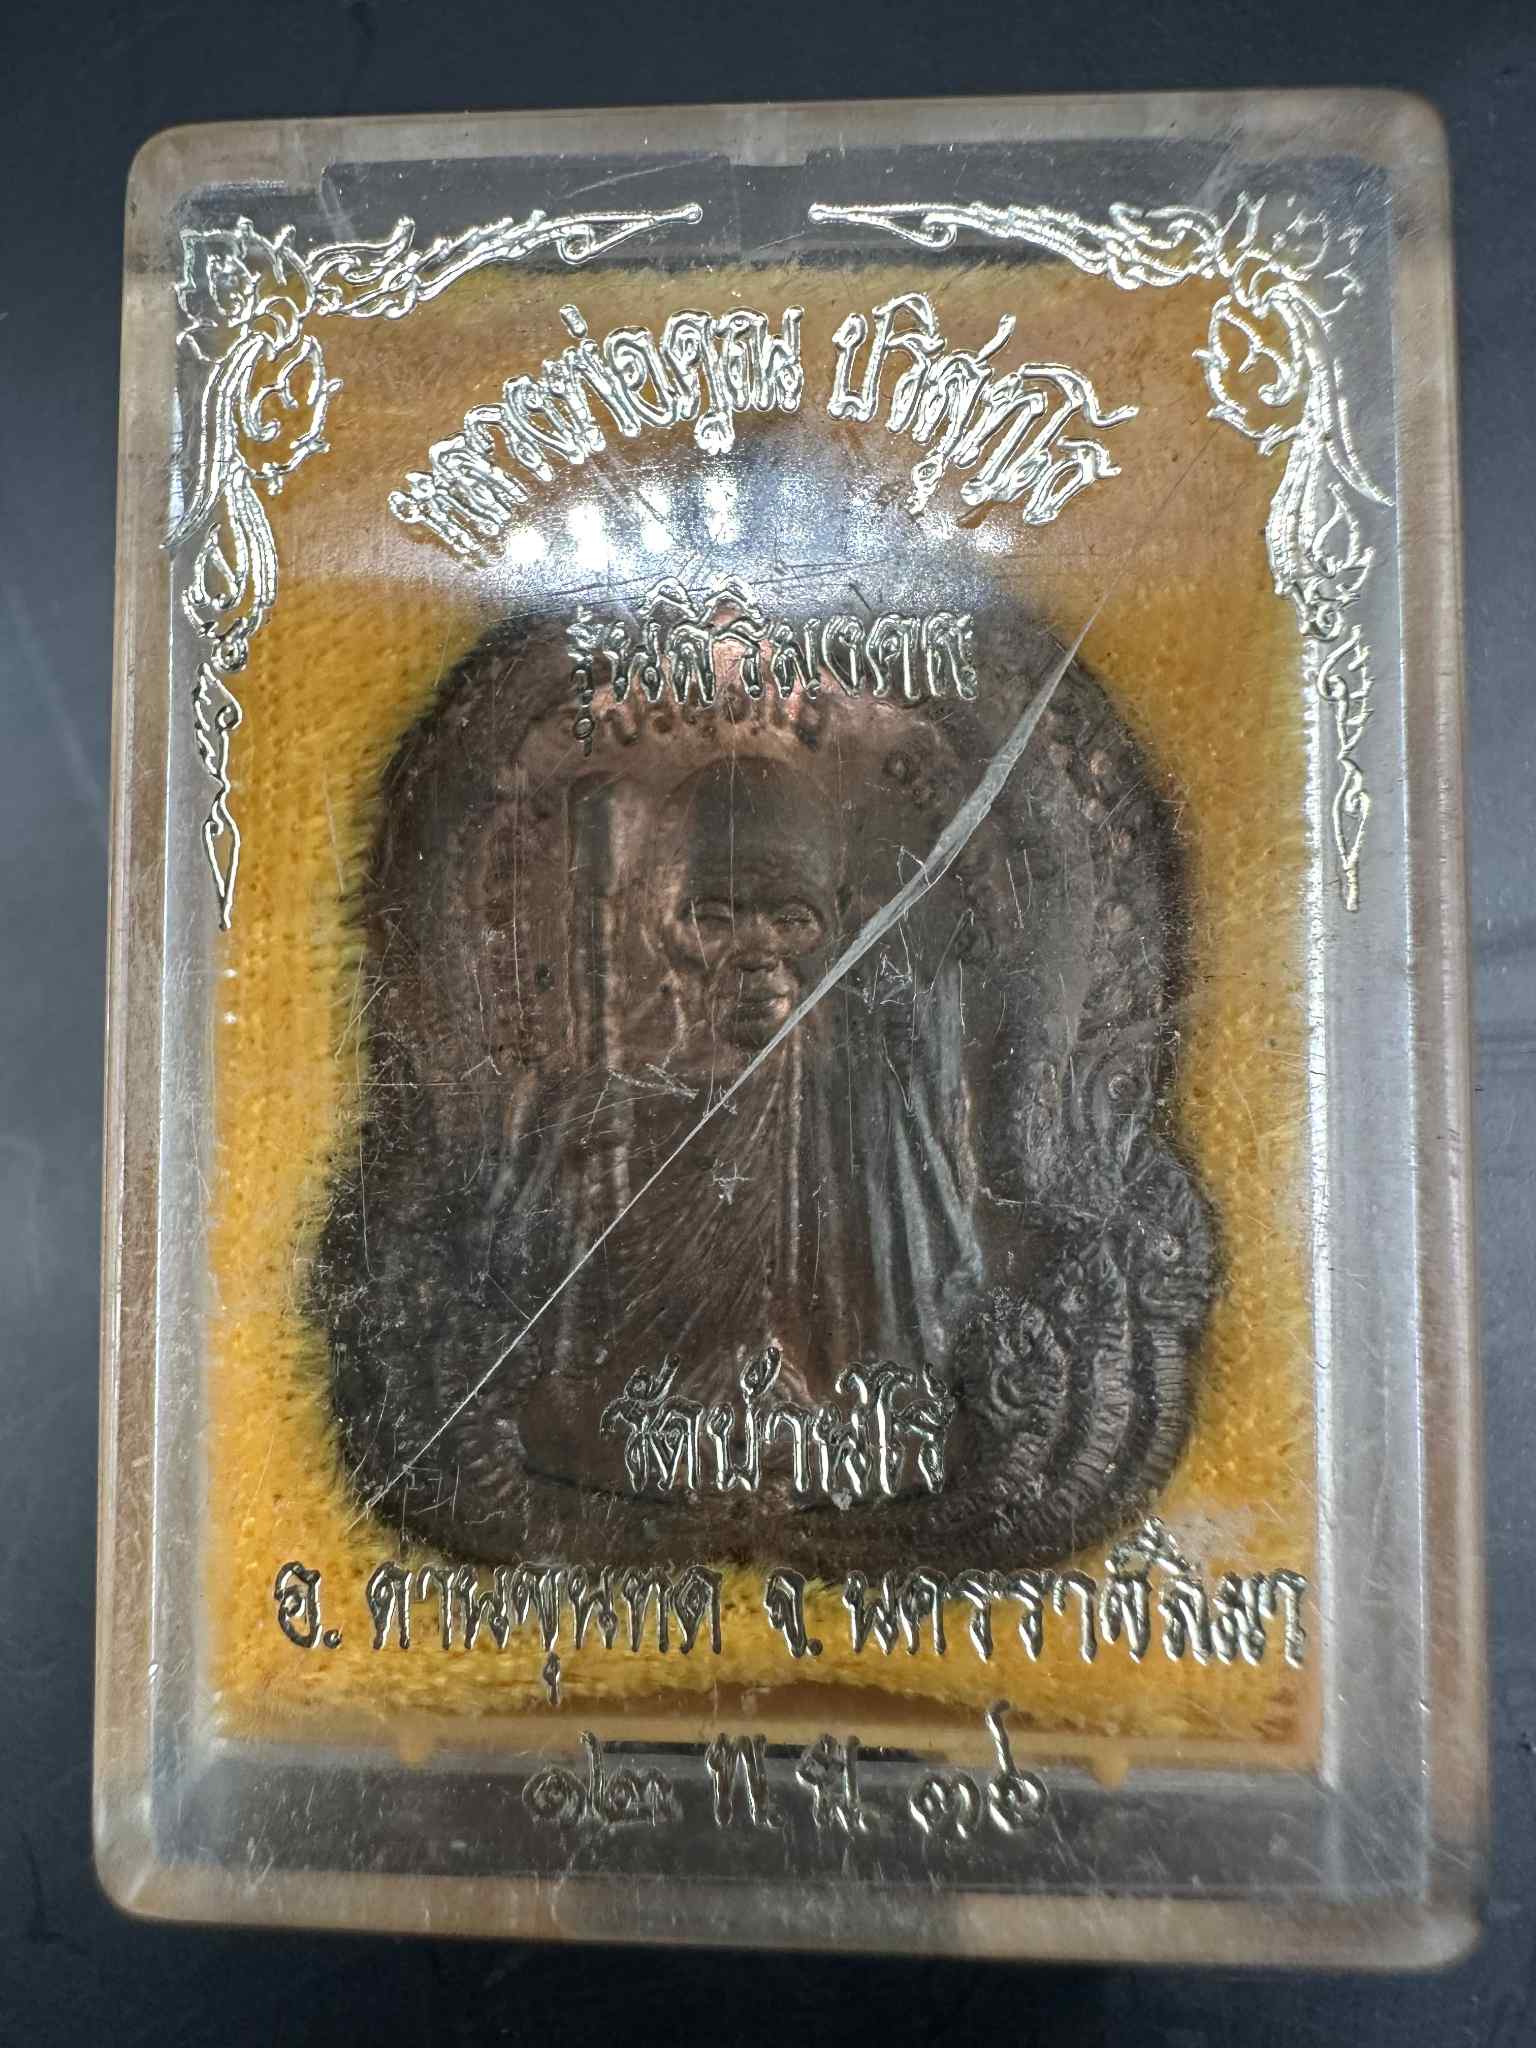 หลวงพ่อคูณ ปริสุทฺโธ
รุ่นสิริมงคล
วัดบ้านไร่
อ. ด่านขุนทด จ. นครราชสีมา
๑๒ พ.ย. ๓๖